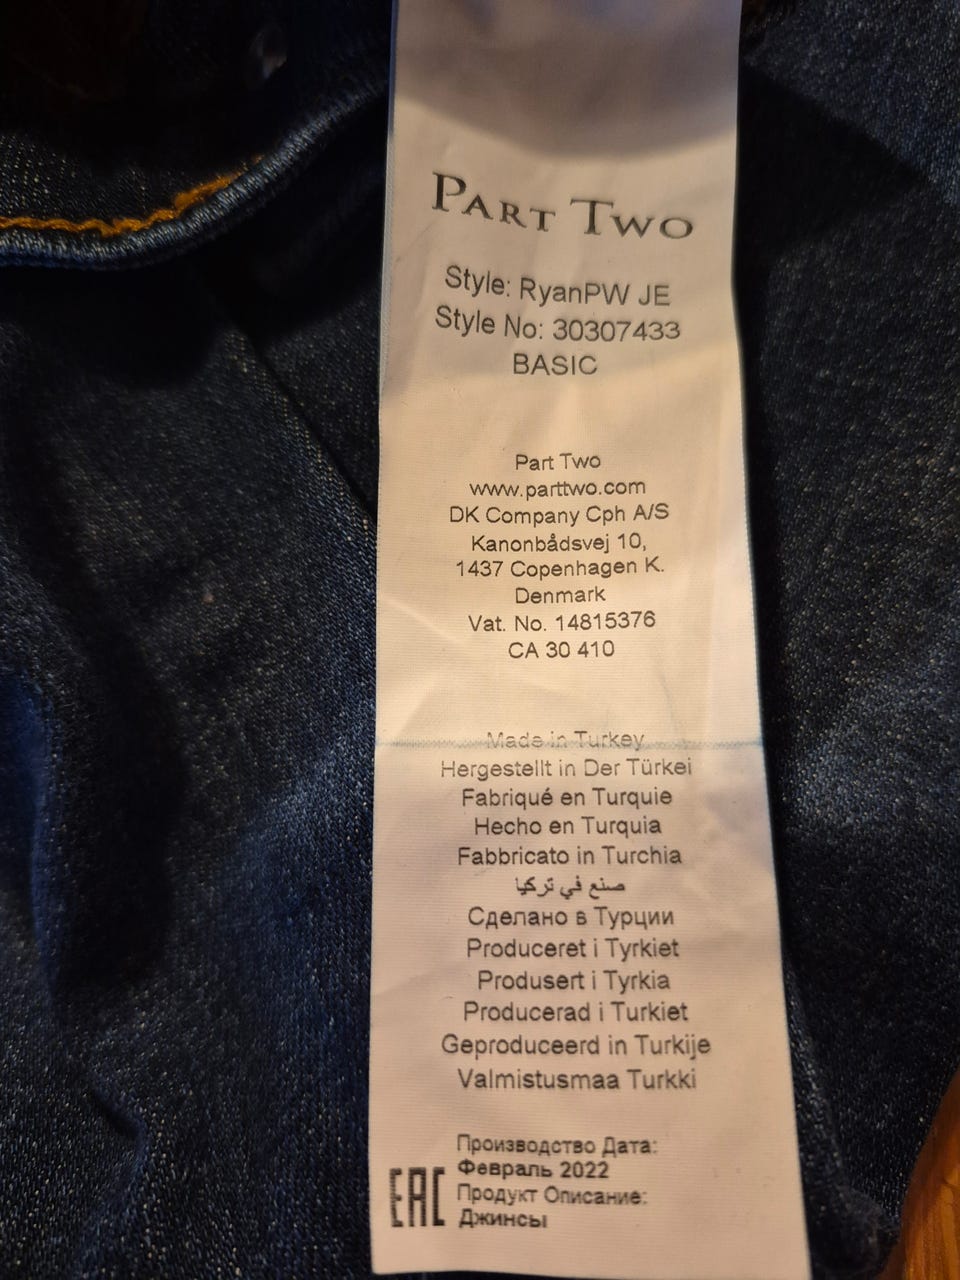 PART TWO
Style: RyanPW JE
Style No: 30307433
BASIC
Part Two
www.parttwo.com
DK Company Cph A/S
Kanonbådsvej 10,
1437 Copenhagen K.
Denmark
Vat. No. 14815376
CA 30 410
Made in Turkey
Hergestellt in Der Türkei
Fabriqué en Turquie
Hecho en Turquia
Fabbricato in Turchia
صنع في تركيا
Сделано в Турции
Produceret i Tyrkiet
Produsert i Tyrkia
Producerad i Turkiet
Geproduceerd in Turkije
Valmistusmaa Turkki
Производство Дата:
Февраль 2022
Продукт Описание:
Джинсы
EAC